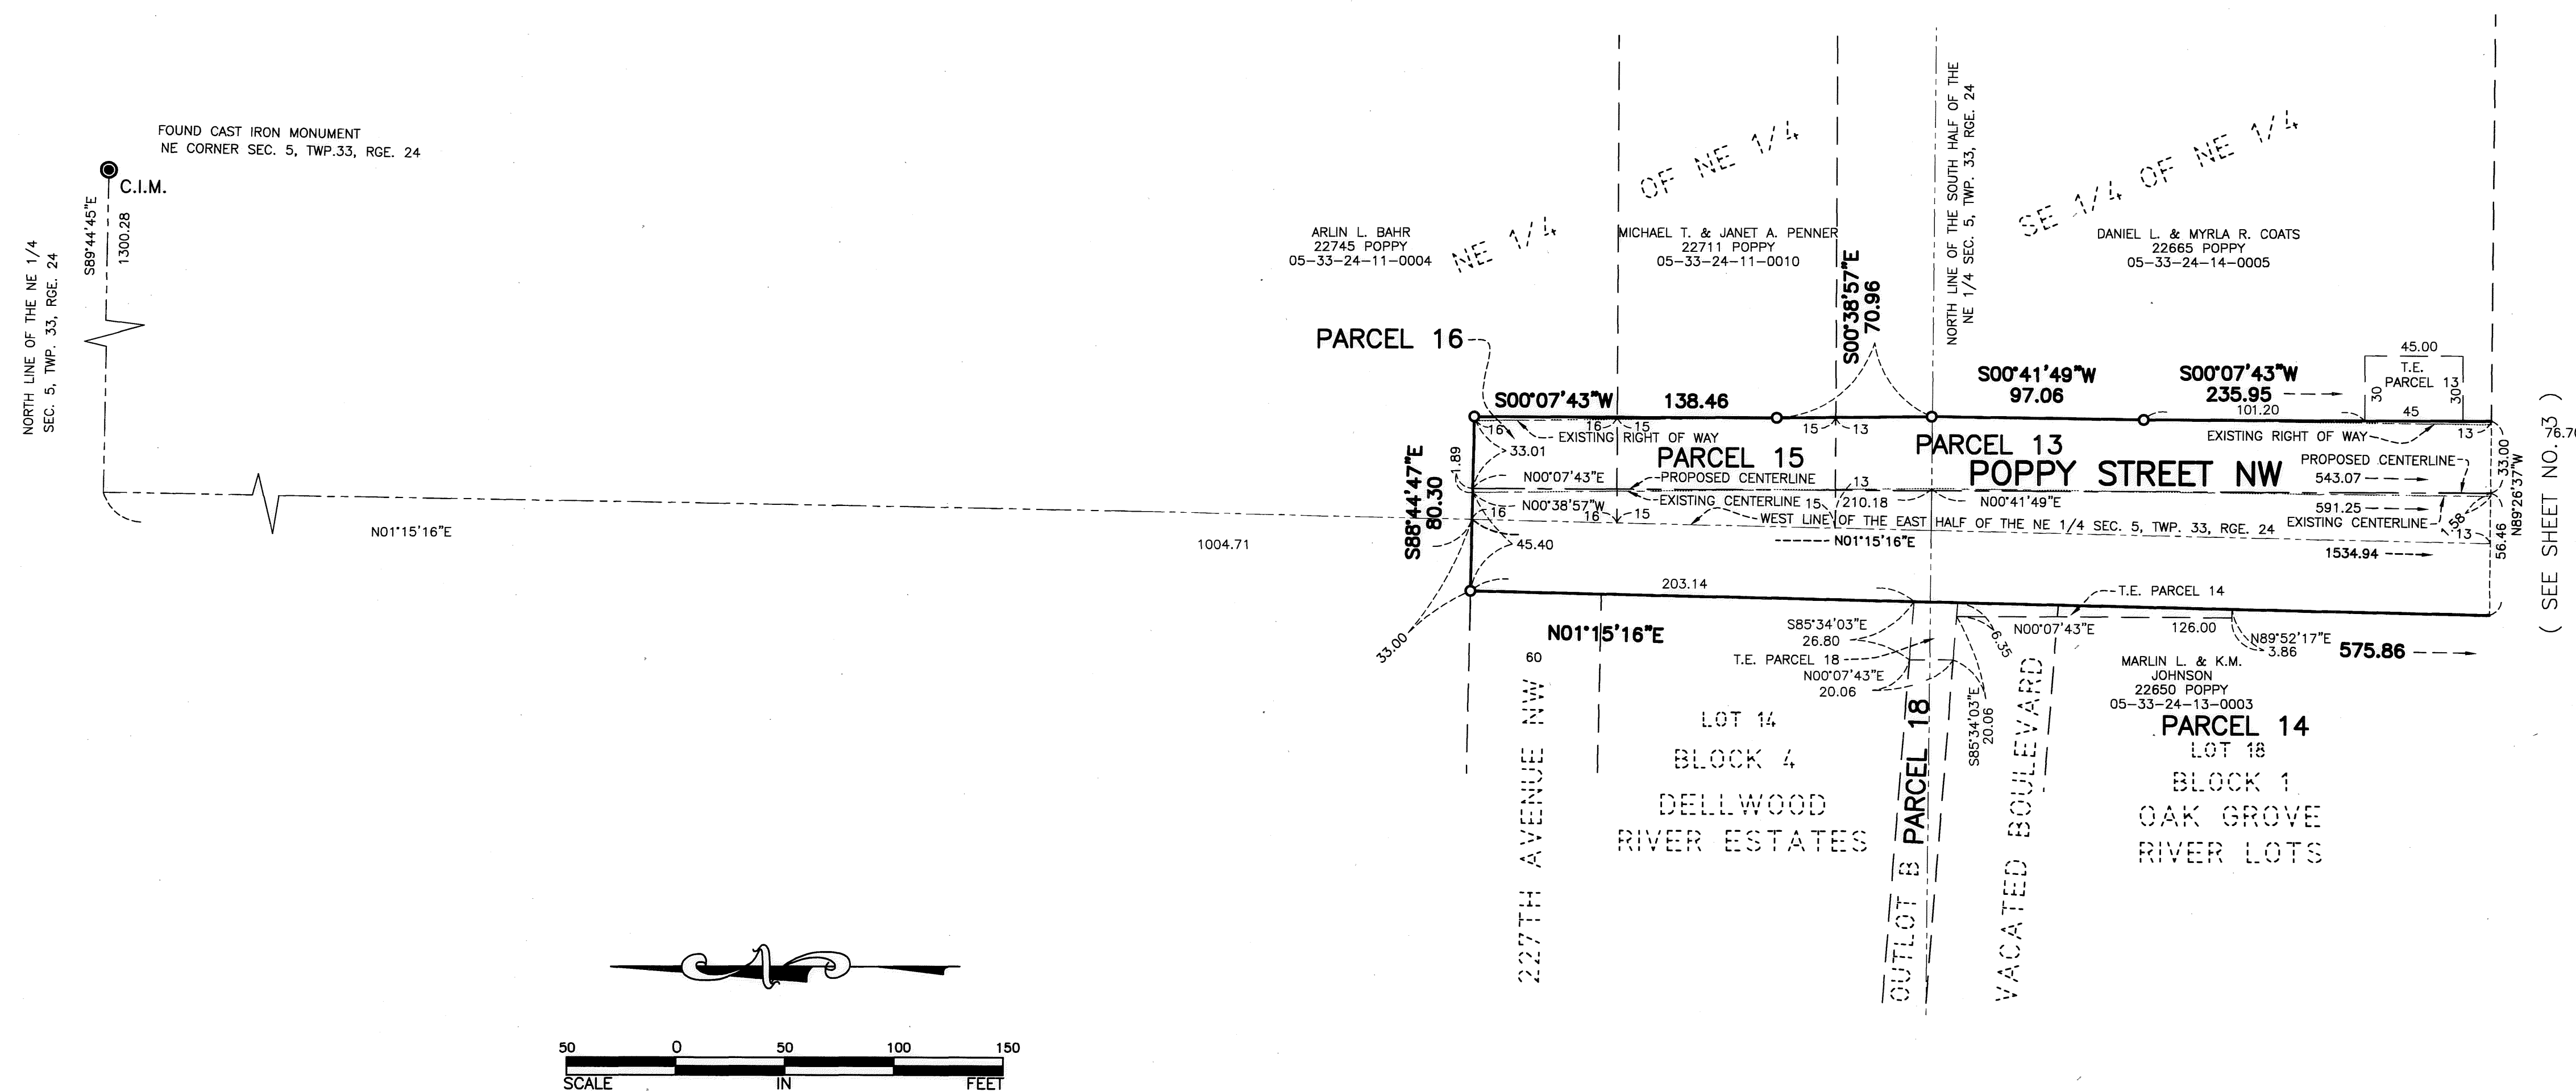 FOUND CAST IRON MONUMENT
NE CORNER SEC. 5, TWP.33, RGE. 24
C.I.M.
S89°44'45"E
1300.28
NORTH LINE OF THE NE 1/4
SEC. 5, TWP. 33, RGE. 24
N01°15'16"E
1004.71
NE 1/4 OF NE 1/4
SE 1/4 OF NE 1/4
ARLIN L. BAHR
22745 POPPY
05-33-24-11-0004
MICHAEL T. & JANET A. PENNER
22711 POPPY
05-33-24-11-0010
NORTH LINE OF THE SOUTH HALF OF THE
NE 1/4 SEC. 5, TWP. 33, RGE. 24
DANIEL L. & MYRLA R. COATS
22665 POPPY
05-33-24-14-0005
S00°38'57"E
70.96
PARCEL 16
S00°07'43"W 138.46
S00°41'49"W
97.06
S00°07'43"W
235.95
101.20
45.00
T.E.
PARCEL 13
30
30
45
16
16
15
15
13
13
EXISTING RIGHT OF WAY
EXISTING RIGHT OF WAY
33.01
PARCEL 15
PARCEL 13
POPPY STREET NW
1.89
S88°44'47"E
80.30
N00°07'43"E
PROPOSED CENTERLINE
13
PROPOSED CENTERLINE
543.07
N00°38'57"W
EXISTING CENTERLINE
15
210.18
N00°41'49"E
591.25
EXISTING CENTERLINE
16
16
15
WEST LINE OF THE EAST HALF OF THE NE 1/4 SEC. 5, TWP. 33, RGE. 24
N01°15'16"E
1534.94
1.58
13
33.00
N89°26'37"W
56.46
76.70
( SEE SHEET NO. 3 )
45.40
33.00
203.14
N01°15'16"E
60
T.E. PARCEL 14
S85°34'03"E
26.80
T.E. PARCEL 18
N00°07'43"E
20.06
6.35
S85°34'03"E
20.06
N00°07'43"E
126.00
N89°52'17"E
3.86
575.86
MARLIN L. & K.M.
JOHNSON
22650 POPPY
05-33-24-13-0003
PARCEL 14
LOT 18
BLOCK 1
OAK GROVE
RIVER LOTS
227TH AVENUE NW
LOT 14
BLOCK 4
DELLWOOD
RIVER ESTATES
OUTLOT B PARCEL 18
VACATED BOULEVARD
N
50 0 50 100 150
SCALE IN FEET